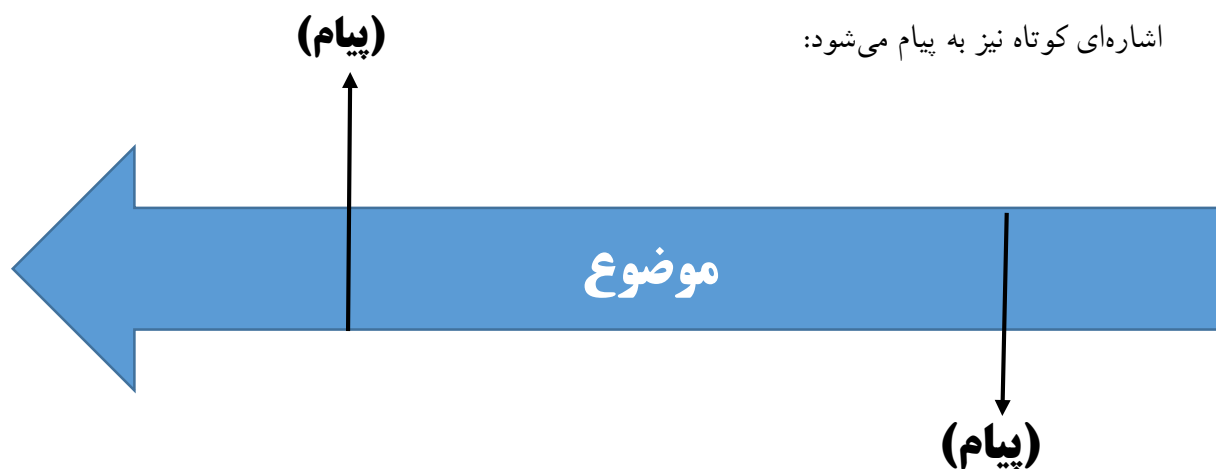 اشاره‌ای کوتاه نیز به پیام می‌شود:
(پیام)
موضوع
(پیام)